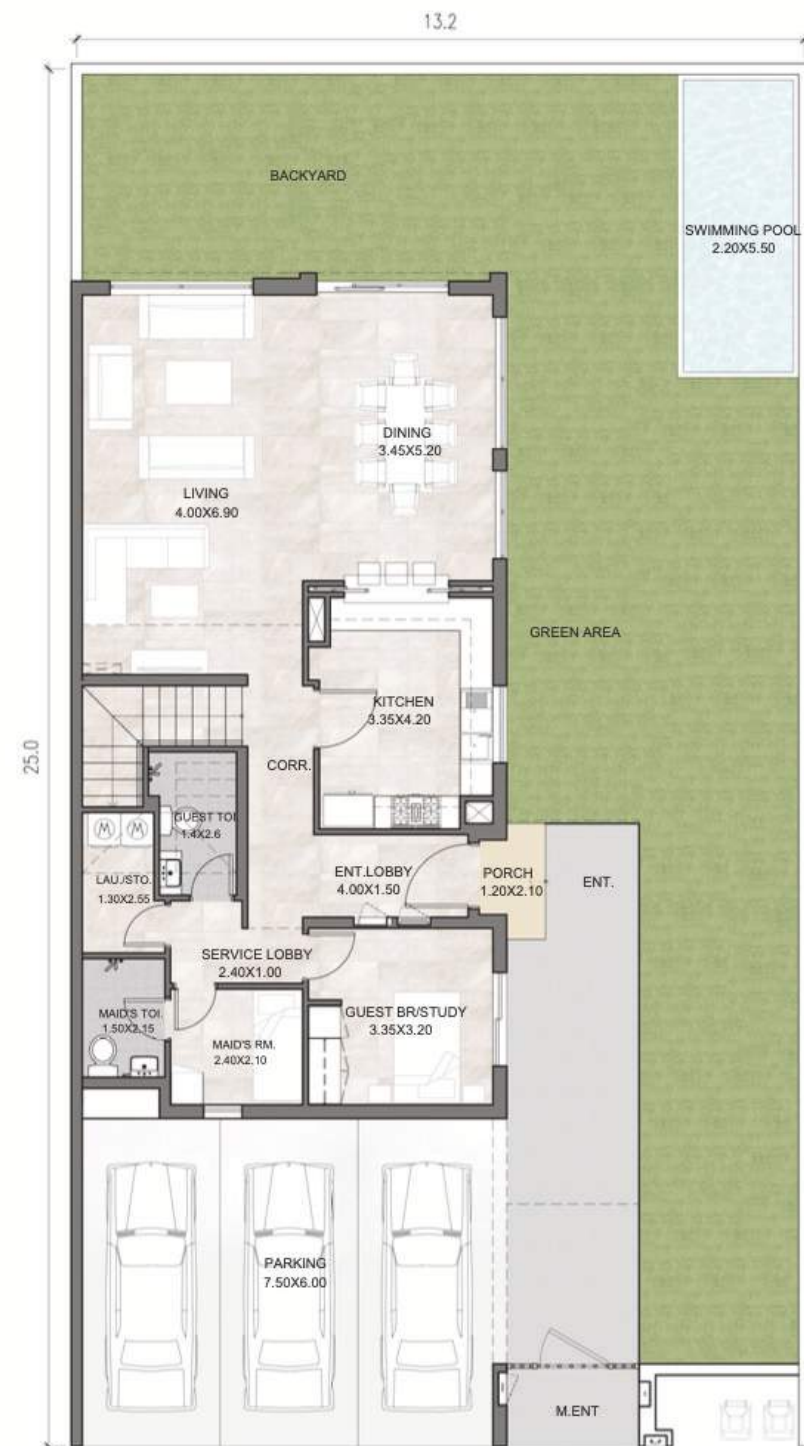 13.2
BACKYARD
SWIMMING POOL
2.20X5.50
DINING
3.45X5.20
LIVING
4.00X6.90
GREEN AREA
KITCHEN
3.35X4.20
25.0
CORR.
GUEST TOI.
1.4X2.6
M M
LAU./STO.
1.30X2.55
ENT.LOBBY
4.00X1.50
PORCH
1.20X2.10
ENT.
SERVICE LOBBY
2.40X1.00
MAID'S TOI.
1.50X2.15
MAID'S RM.
2.40X2.10
GUEST BR/STUDY
3.35X3.20
PARKING
7.50X6.00
M.ENT